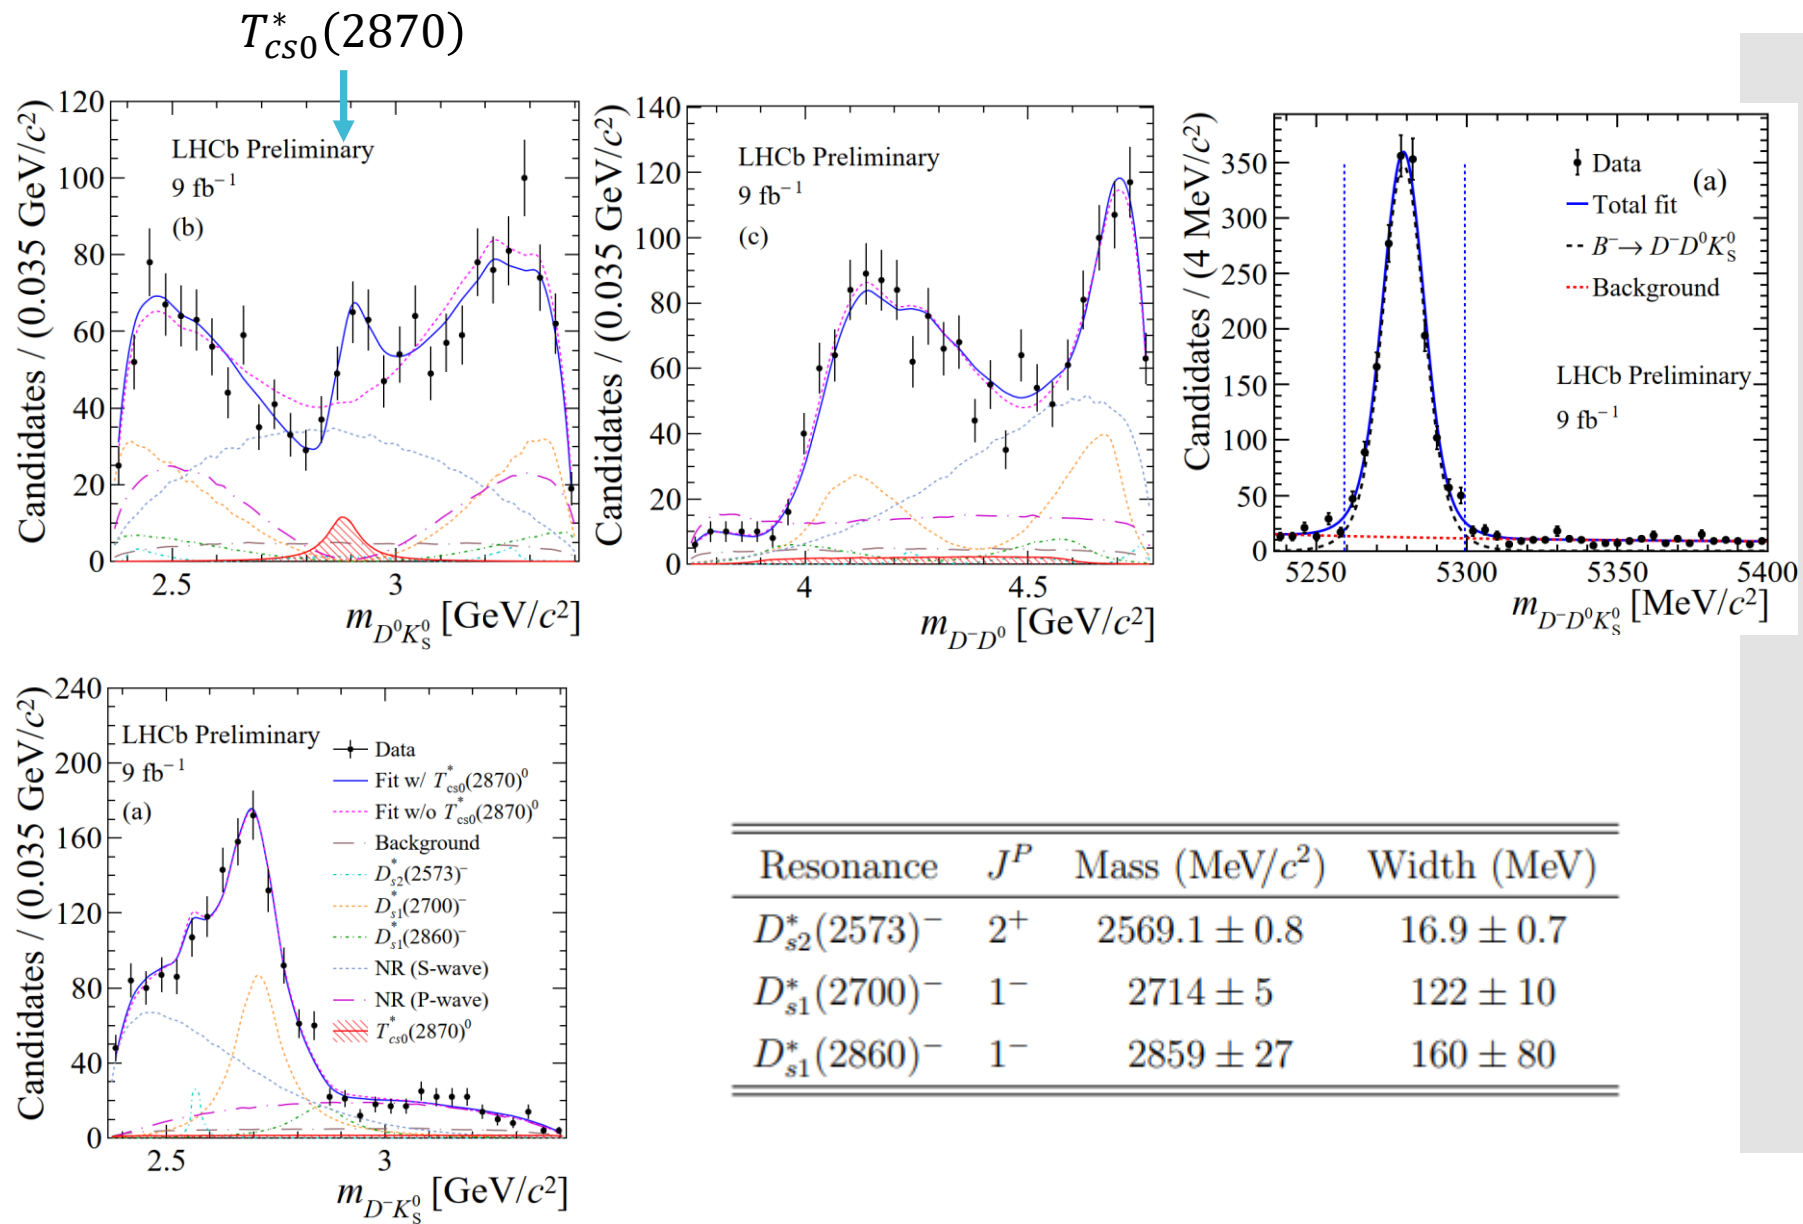 T*cs0(2870)
120
100
80
60
40
20
0
Candidates / (0.035 GeV/c²)
LHCb Preliminary
9 fb⁻¹
(b)
2.5 3
m_D⁰K⁰S [GeV/c²]
140
120
100
80
60
40
20
0
Candidates / (0.035 GeV/c²)
LHCb Preliminary
9 fb⁻¹
(c)
4 4.5
m_D⁻D⁰ [GeV/c²]
350
300
250
200
150
100
50
0
Candidates / (4 MeV/c²)
Data
(a)
Total fit
B⁻→ D⁻D⁰K⁰S
Background
LHCb Preliminary
9 fb⁻¹
5250 5300 5350 5400
m_D⁻D⁰K⁰S [MeV/c²]
240
200
160
120
80
40
0
Candidates / (0.035 GeV/c²)
LHCb Preliminary
9 fb⁻¹
(a)
Data
Fit w/ T*cs0(2870)⁰
Fit w/o T*cs0(2870)⁰
Background
D*s2(2573)⁻
D*s1(2700)⁻
D*s1(2860)⁻
NR (S-wave)
NR (P-wave)
T*cs0(2870)⁰
2.5 3
m_D⁻K⁰S [GeV/c²]
Resonance Jᴾ Mass (MeV/c²) Width (MeV)
D*s2(2573)⁻ 2⁺ 2569.1 ± 0.8 16.9 ± 0.7
D*s1(2700)⁻ 1⁻ 2714 ± 5 122 ± 10
D*s1(2860)⁻ 1⁻ 2859 ± 27 160 ± 80